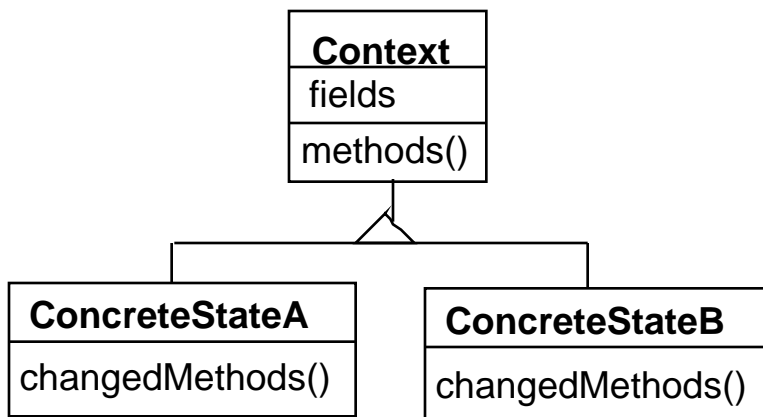 Context
fields
methods()
ConcreteStateA
changedMethods()
ConcreteStateB
changedMethods()